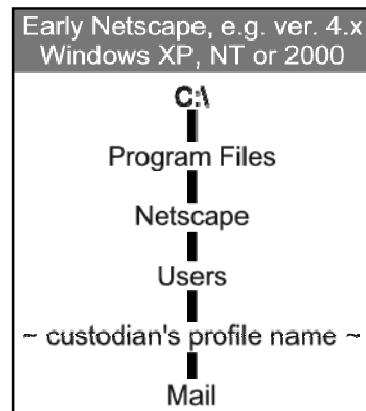 Early Netscape, e.g. ver. 4.x
Windows XP, NT or 2000
C:\
Program Files
Netscape
Users
~ custodian's profile name ~
Mail